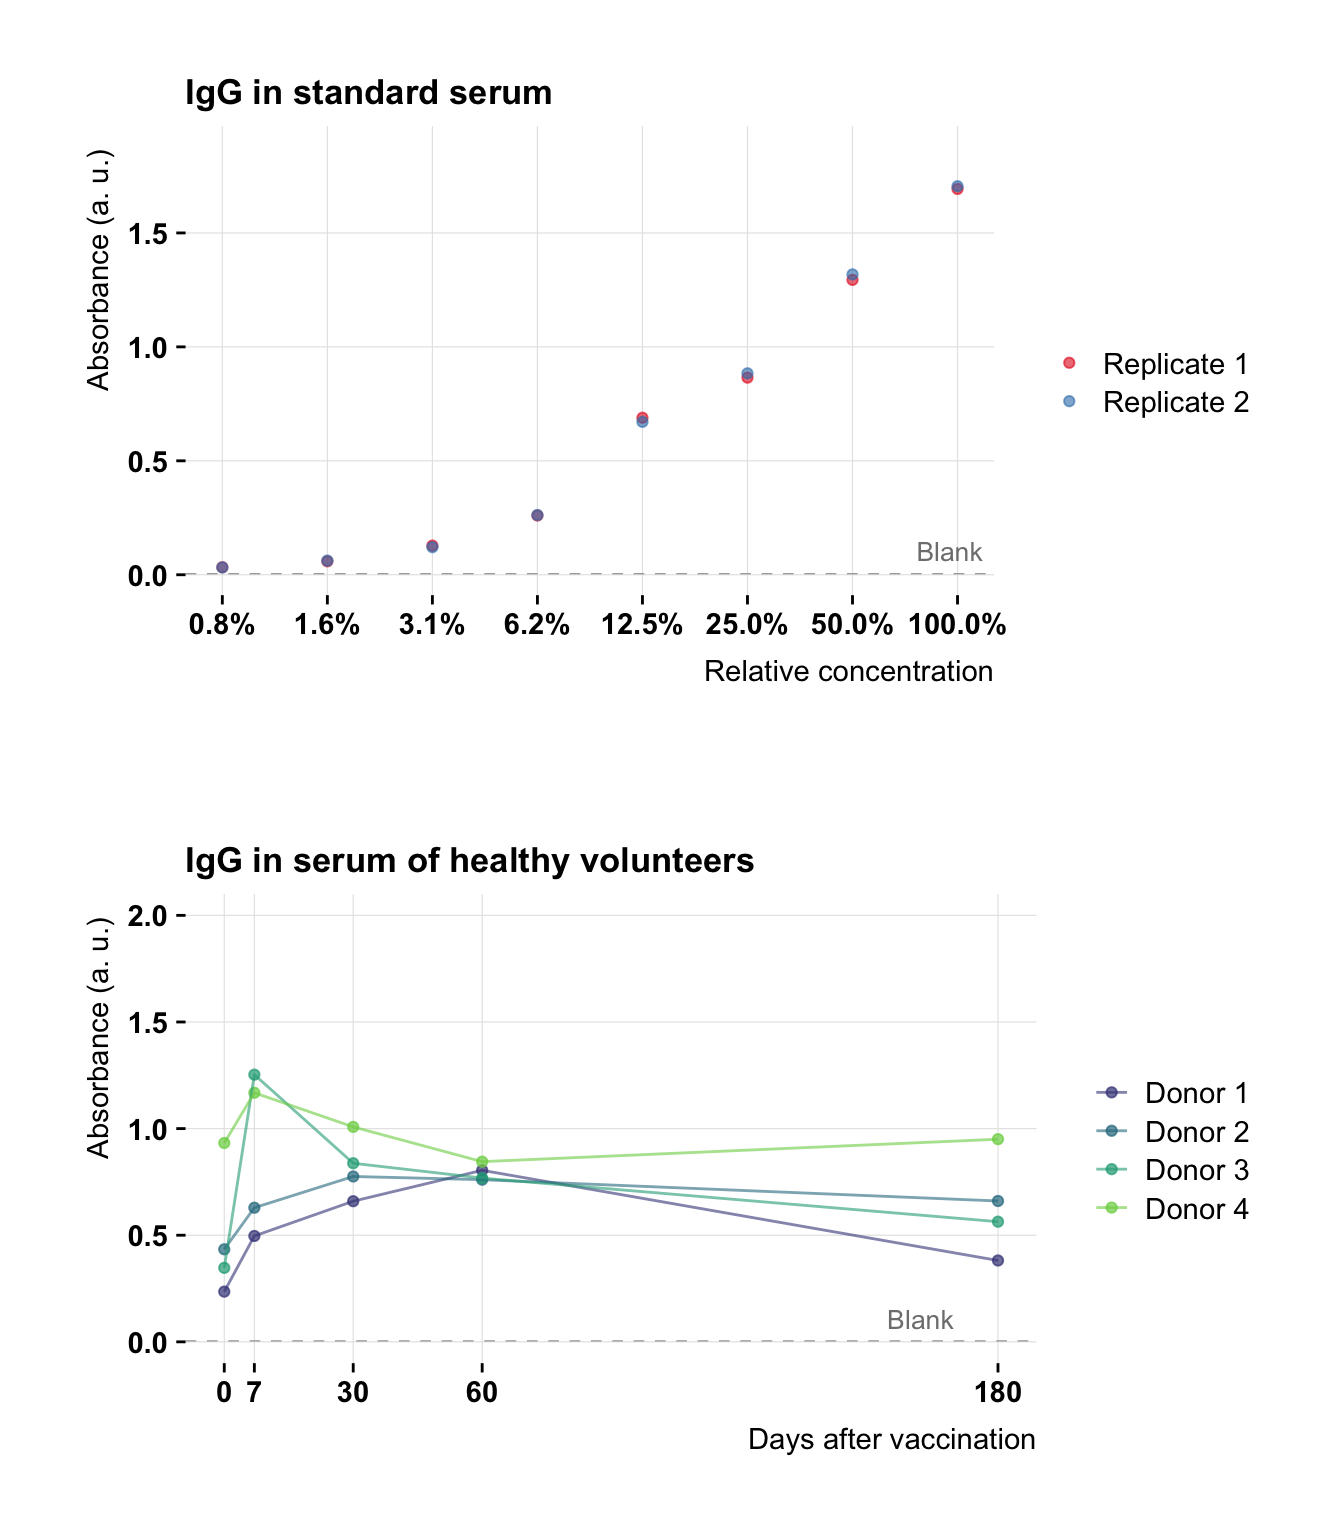 IgG in standard serum
Absorbance (a. u.)
1.5
1.0
0.5
0.0
Blank
0.8% 1.6% 3.1% 6.2% 12.5% 25.0% 50.0% 100.0%
Relative concentration
Replicate 1
Replicate 2
IgG in serum of healthy volunteers
Absorbance (a. u.)
2.0
1.5
1.0
0.5
0.0
Blank
0 7 30 60 180
Days after vaccination
Donor 1
Donor 2
Donor 3
Donor 4